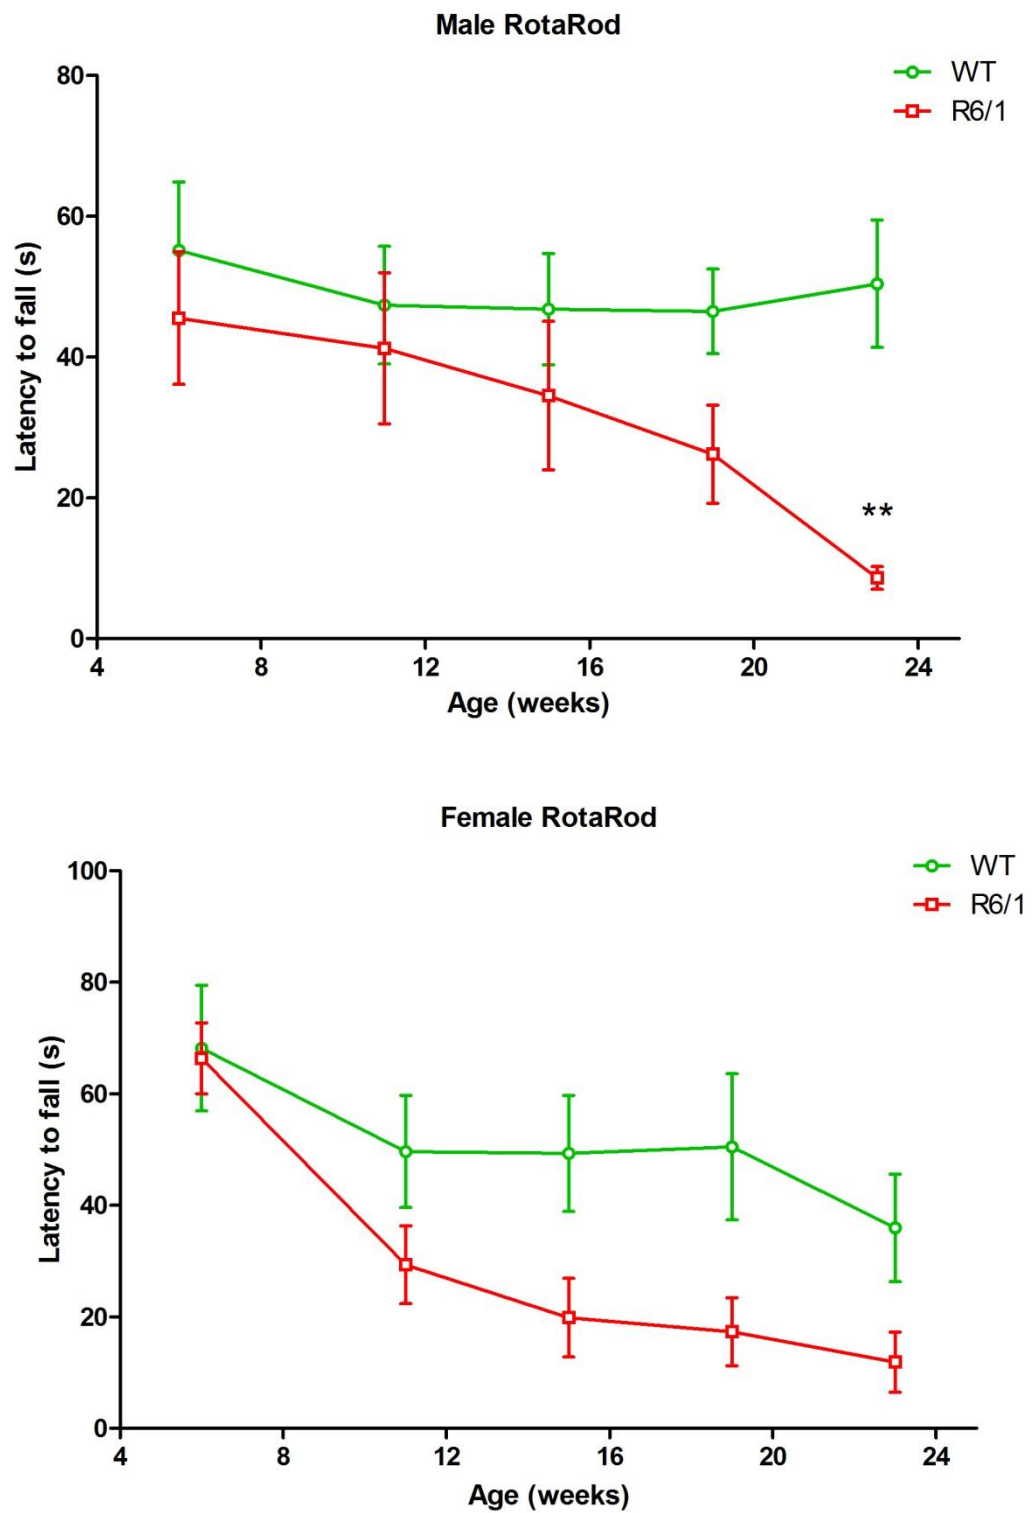 Male RotaRod
WT
R6/1
80
60
40
20
0
Latency to fall (s)
**
4 8 12 16 20 24
Age (weeks)
Female RotaRod
WT
R6/1
100
80
60
40
20
0
Latency to fall (s)
4 8 12 16 20 24
Age (weeks)